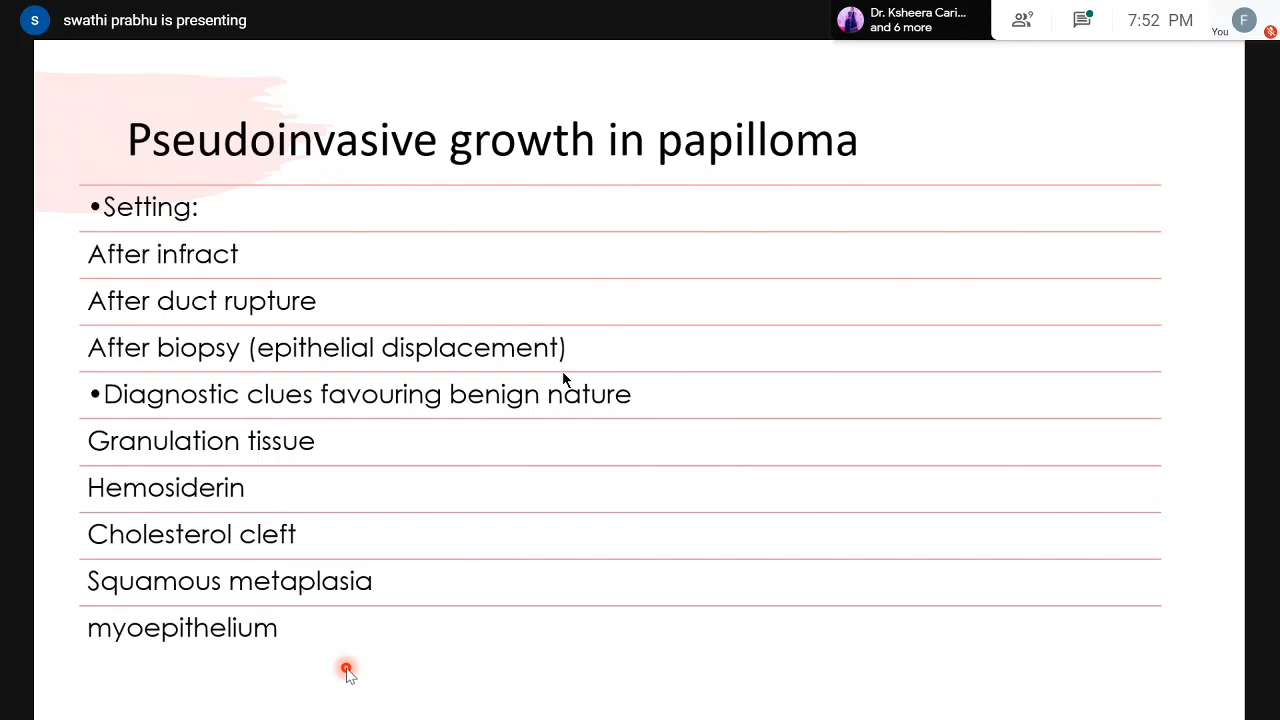 S
swathi prabhu is presenting
Dr. Ksheera Cari...
and 6 more
9
7:52 PM
You
F
Pseudoinvasive growth in papilloma
•Setting:
After infract
After duct rupture
After biopsy (epithelial displacement)
•Diagnostic clues favouring benign nature
Granulation tissue
Hemosiderin
Cholesterol cleft
Squamous metaplasia
myoepithelium